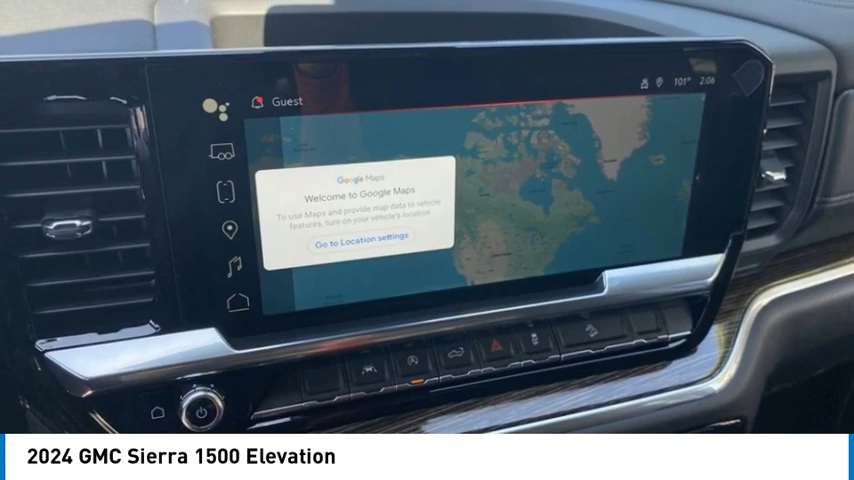 Guest
101° 2:06
Google Maps
Welcome to Google Maps
To use Maps and provide map data to vehicle
features, turn on your vehicle's location
Go to Location settings
2024 GMC Sierra 1500 Elevation